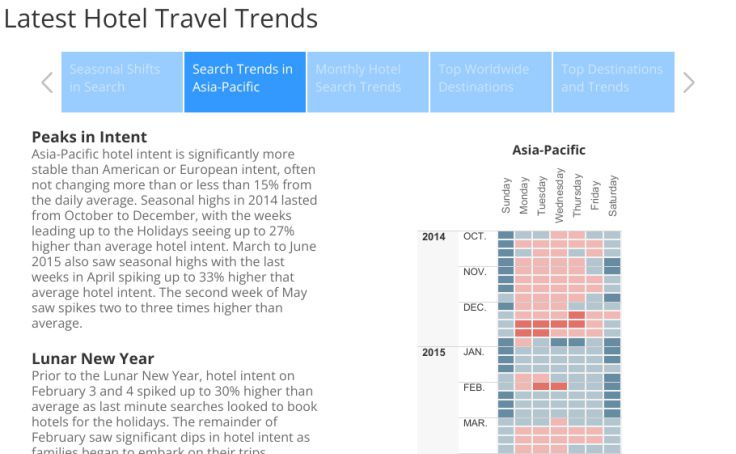 Latest Hotel Travel Trends
Seasonal Shifts
in Search
Search Trends in
Asia-Pacific
Monthly Hotel
Search Trends
Top Worldwide
Destinations
Top Destinations
and Trends
Peaks in Intent
Asia-Pacific hotel intent is significantly more
stable than American or European intent, often
not changing more than or less than 15% from
the daily average. Seasonal highs in 2014 lasted
from October to December, with the weeks
leading up to the Holidays seeing up to 27%
higher than average hotel intent. March to June
2015 also saw seasonal highs with the last
weeks in April spiking up to 33% higher that
average hotel intent. The second week of May
saw spikes two to three times higher than
average.
Lunar New Year
Prior to the Lunar New Year, hotel intent on
February 3 and 4 spiked up to 30% higher than
average as last minute searches looked to book
hotels for the holidays. The remainder of
February saw significant dips in hotel intent as
families began to embark on their trips.
Asia-Pacific
Sunday
Monday
Tuesday
Wednesday
Thursday
Friday
Saturday
2014
OCT.
NOV.
DEC.
2015
JAN.
FEB.
MAR.